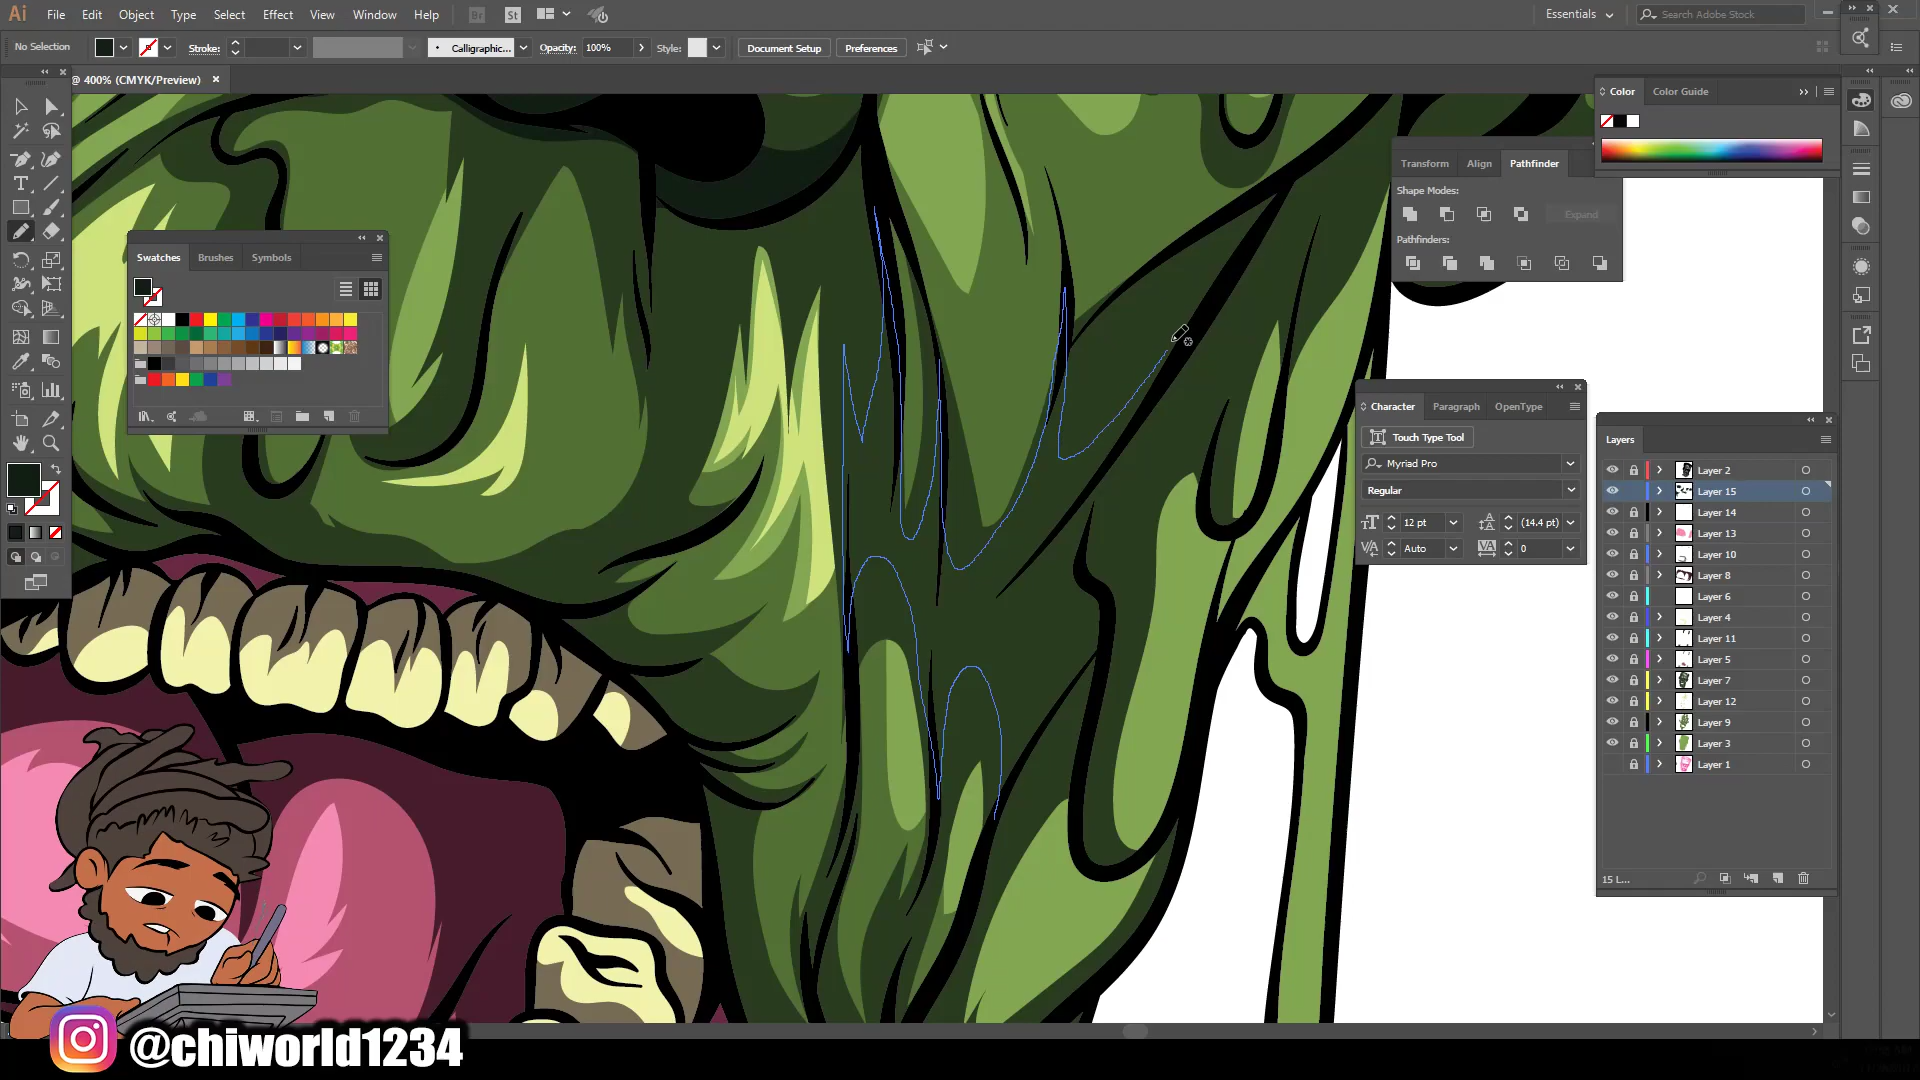 Ai File Edit Object Type Select Effect View Window Help Br St Essentials Search Adobe Stock
No Selection Stroke: Calligraphic... Opacity: 100% Style: Document Setup Preferences
@ 400% (CMYK/Preview)
Color Color Guide
Transform Align Pathfinder
Shape Modes:
Expand
Pathfinders:
Swatches Brushes Symbols
Character Paragraph OpenType
Touch Type Tool
Myriad Pro
Regular
12 pt (14.4 pt)
Auto 0
Layers
Layer 2
Layer 15
Layer 14
Layer 13
Layer 10
Layer 8
Layer 6
Layer 4
Layer 11
Layer 5
Layer 7
Layer 12
Layer 9
Layer 3
Layer 1
15 L...
@chiworld1234